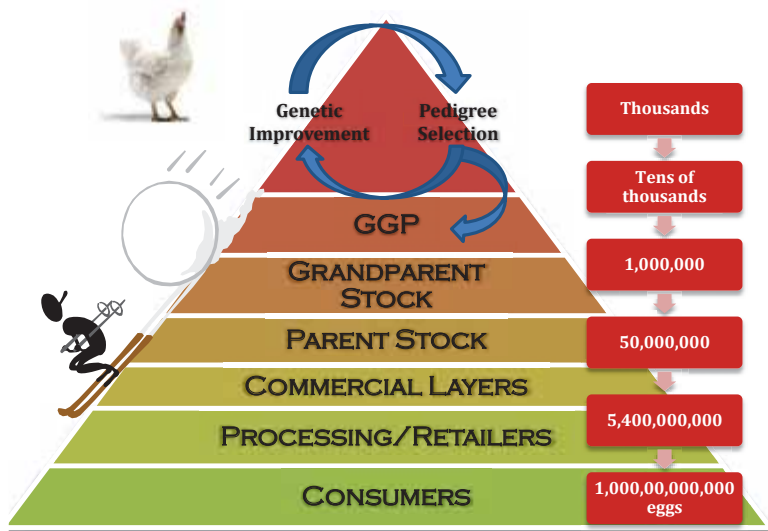 Genetic
Improvement
Pedigree
Selection
GGP
GRANDPARENT
STOCK
PARENT STOCK
COMMERCIAL LAYERS
PROCESSING/RETAILERS
CONSUMERS
Thousands
Tens of
thousands
1,000,000
50,000,000
5,400,000,000
1,000,00,000,000
eggs